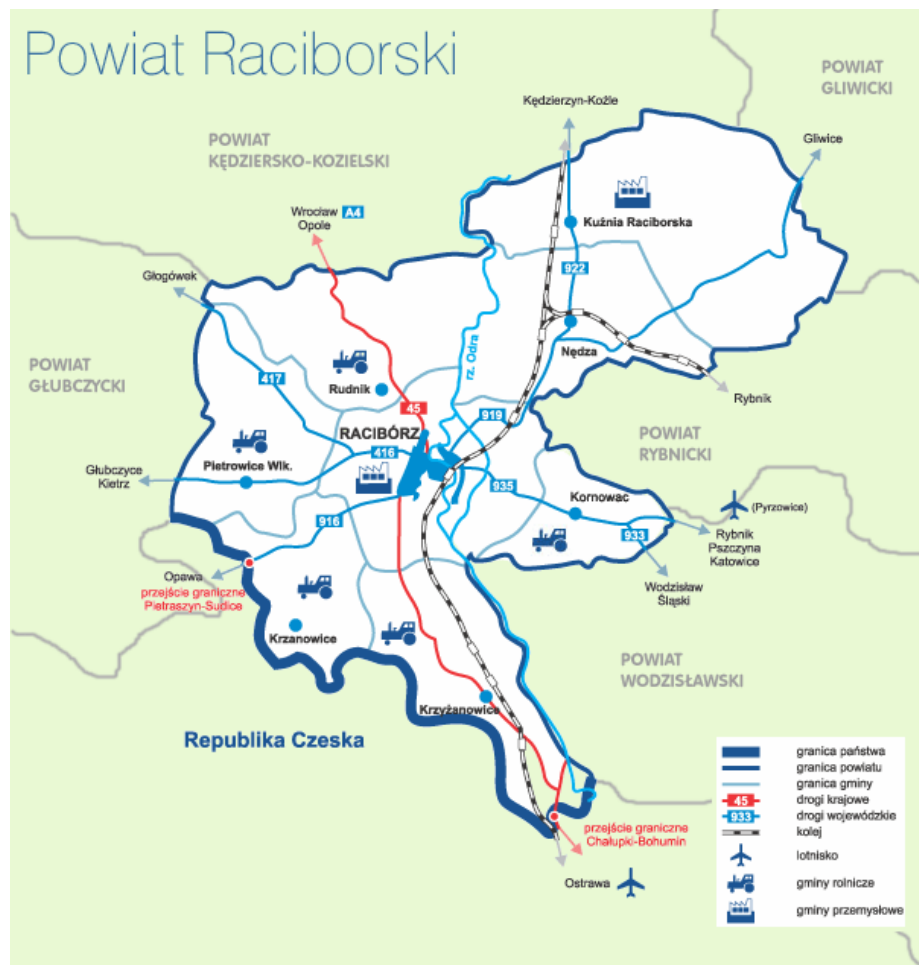 Powiat Raciborski
POWIAT
GLIWICKI
Kędzierzyn-Koźle
POWIAT
KĘDZIERSKO-KOZIELSKI
Gliwice
Wrocław A4
Opole
Kuźnia Raciborska
Głogówek
922
rz. Odra
Nędza
POWIAT
GŁUBCZYCKI
417
Rudnik
45
919
Rybnik
RACIBÓRZ
POWIAT
RYBNICKI
416
Pietrowice Wlk.
Głubczyce
Kietrz
935
Kornowac
(Pyrzowice)
916
933
Rybnik
Pszczyna
Katowice
Opawa
przejście graniczne
Pietraszyn-Sudice
Wodzisław
Śląski
Krzanowice
POWIAT
WODZISŁAWSKI
Krzyżanowice
Republika Czeska
granica państwa
granica powiatu
granica gminy
45 drogi krajowe
933 drogi wojewódzkie
kolej
lotnisko
gminy rolnicze
gminy przemysłowe
przejście graniczne
Chałupki-Bohumin
Ostrawa